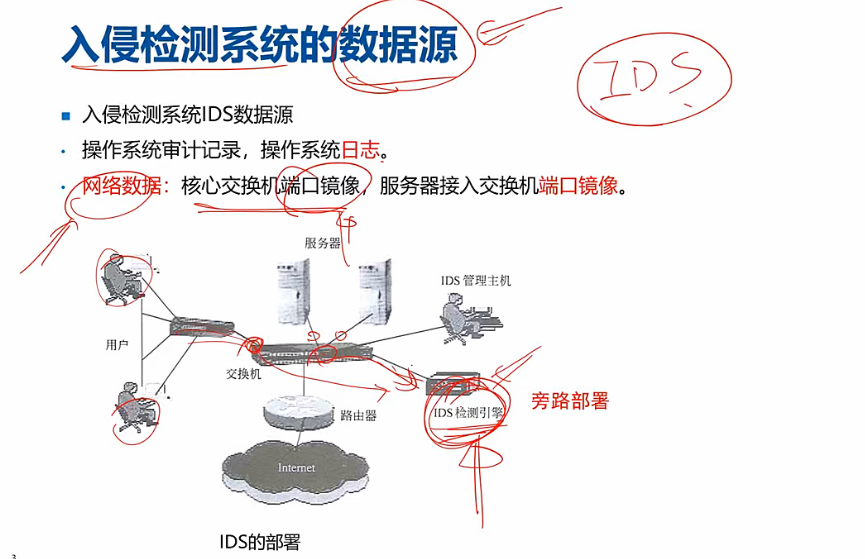 入侵检测系统的数据源
IDS
入侵检测系统IDS数据源
操作系统审计记录，操作系统日志。
网络数据：核心交换机端口镜像，服务器接入交换机端口镜像。
服务器
IDS 管理主机
用户
交换机
路由器
IDS 检测引擎
旁路部署
Internet
IDS的部署
3